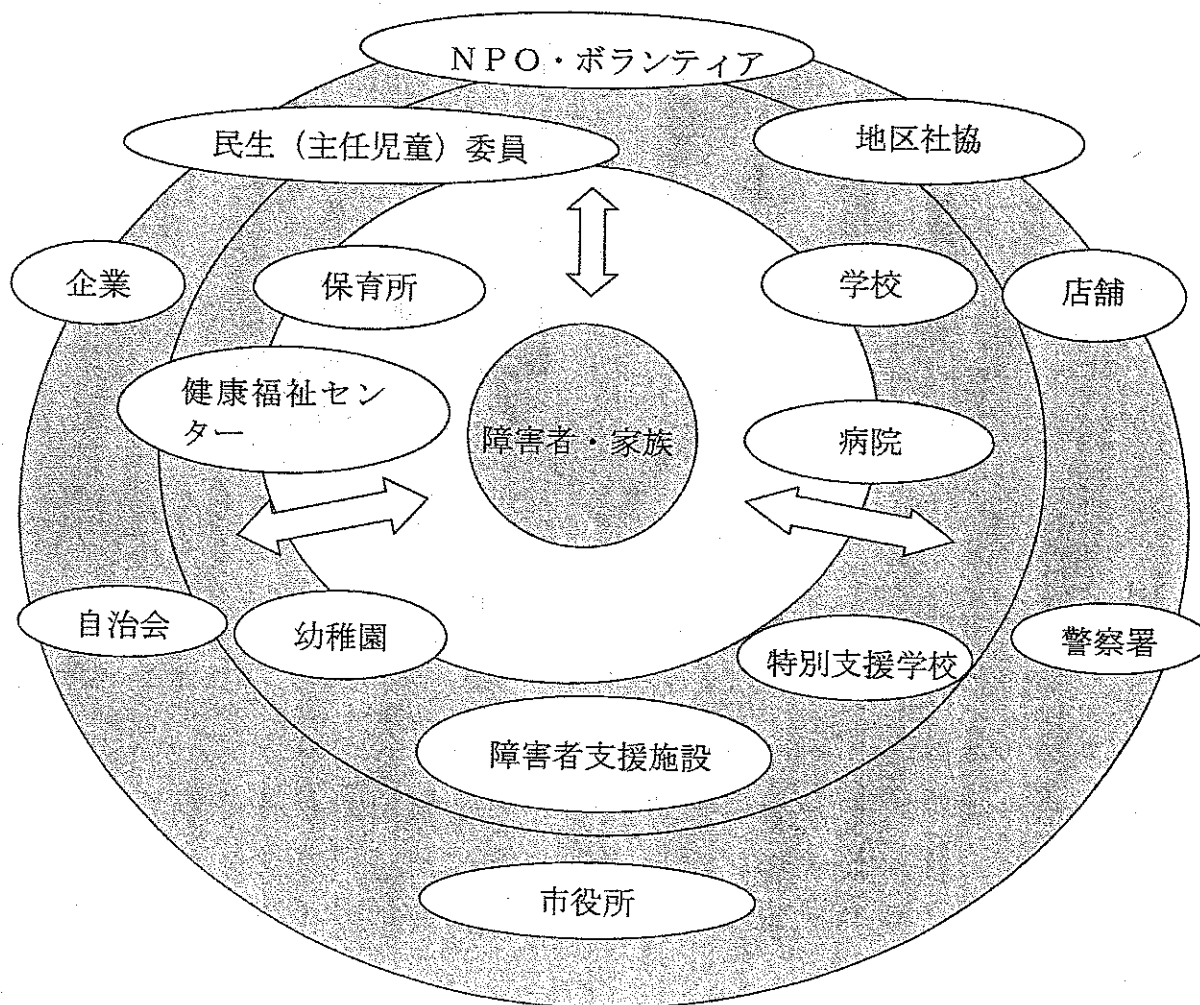 NPO・ボランティア
民生（主任児童）委員
地区社協
企業
保育所
学校
店舗
健康福祉セン
ター
障害者・家族
病院
自治会
幼稚園
特別支援学校
警察署
障害者支援施設
市役所